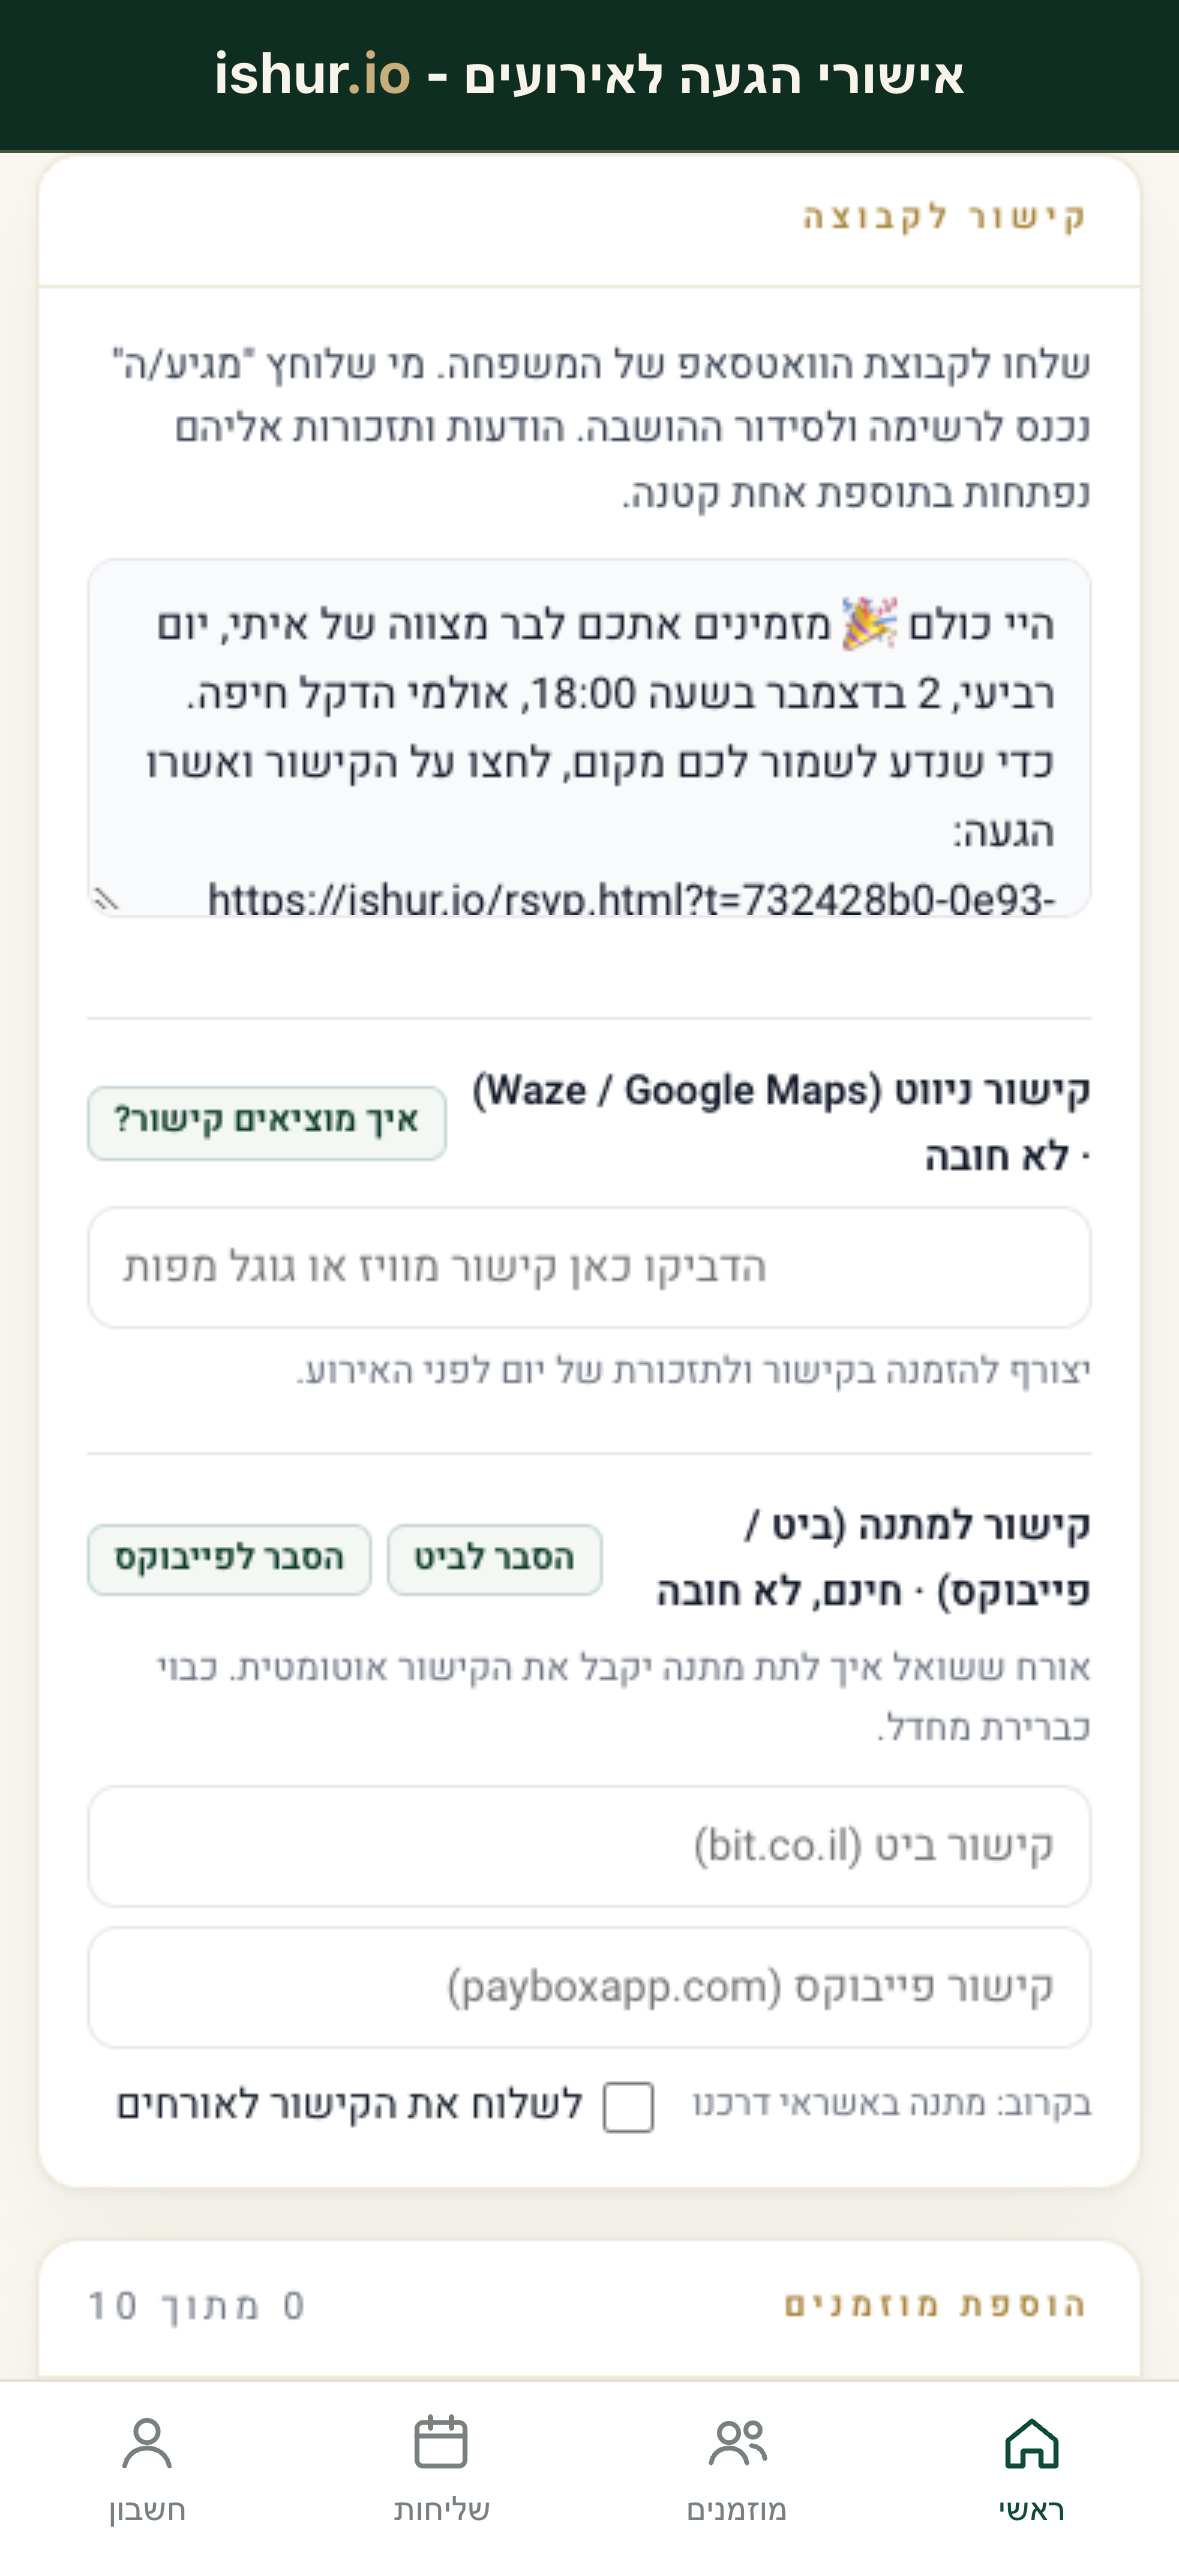 אישורי הגעה לאירועים - ishur.io
קישור לקבוצה
שלחו לקבוצת הוואטסאפ של המשפחה. מי שלוחץ "מגיע/ה"
נכנס לרשימה ולסידור ההושבה. הודעות ותזכורות אליהם
נפתחות בתוספת אחת קטנה.
היי כולם 🎉 מזמינים אתכם לבר מצווה של איתי, יום
רביעי, 2 בדצמבר בשעה 18:00, אולמי הדקל חיפה.
כדי שנדע לשמור לכם מקום, לחצו על הקישור ואשרו
הגעה:
https://ishur.io/rsvp.html?t=732428b0-0e93-
קישור ניווט (Waze / Google Maps)
· לא חובה
איך מוציאים קישור?
הדביקו כאן קישור מוויז או גוגל מפות
יצורף להזמנה בקישור ולתזכורת של יום לפני האירוע.
קישור למתנה (ביט /
פייבוקס) · חינם, לא חובה
הסבר לביט
הסבר לפייבוקס
אורח ששואל איך לתת מתנה יקבל את הקישור אוטומטית. כבוי
כברירת מחדל.
קישור ביט (bit.co.il)
קישור פייבוקס (payboxapp.com)
בקרוב: מתנה באשראי דרכנו
לשלוח את הקישור לאורחים
הוספת מוזמנים
0 מתוך 10
ראשי
מוזמנים
שליחות
חשבון